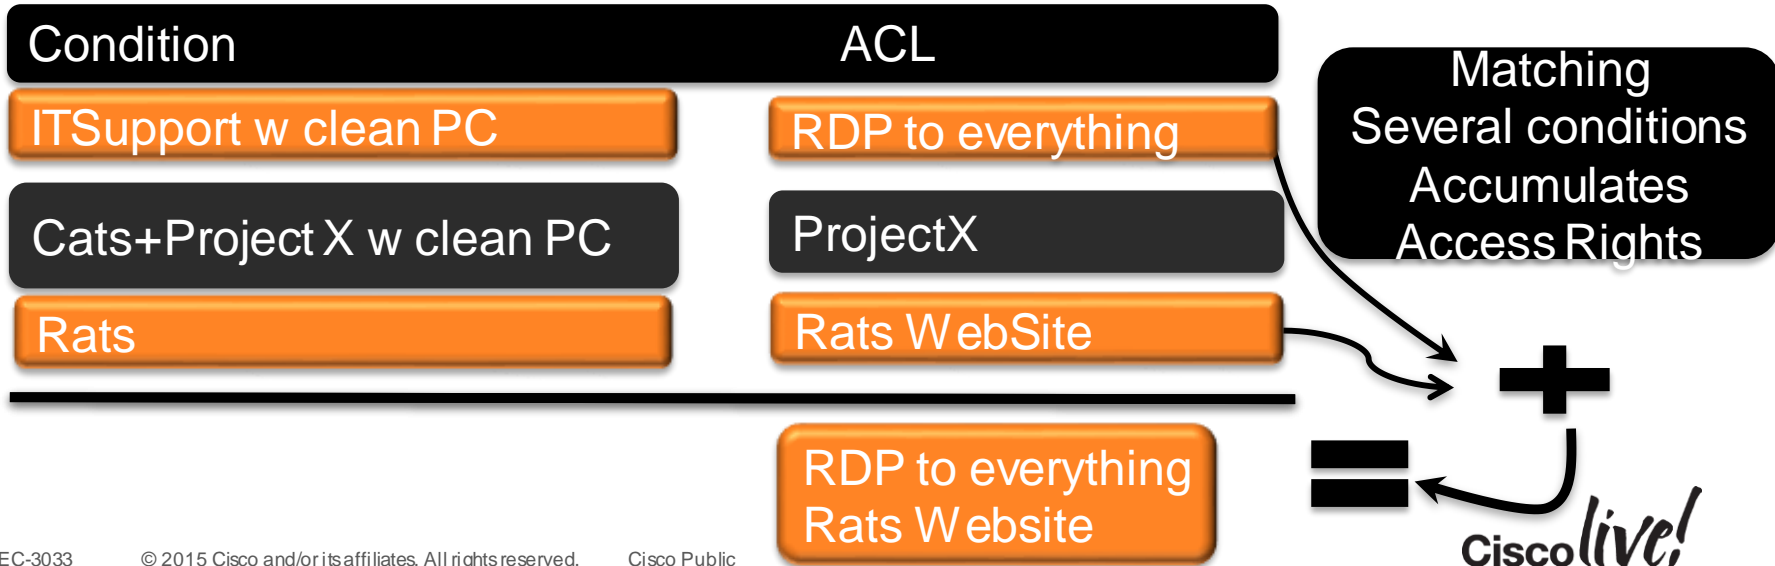 Condition
ACL
ITSupport w clean PC
RDP to everything
Cats+Project X w clean PC
ProjectX
Rats
Rats WebSite
RDP to everything
Rats Website
Matching
Several conditions
Accumulates
Access Rights
EC-3033
© 2015 Cisco and/or its affiliates. All rights reserved.
Cisco Public
Cisco live!